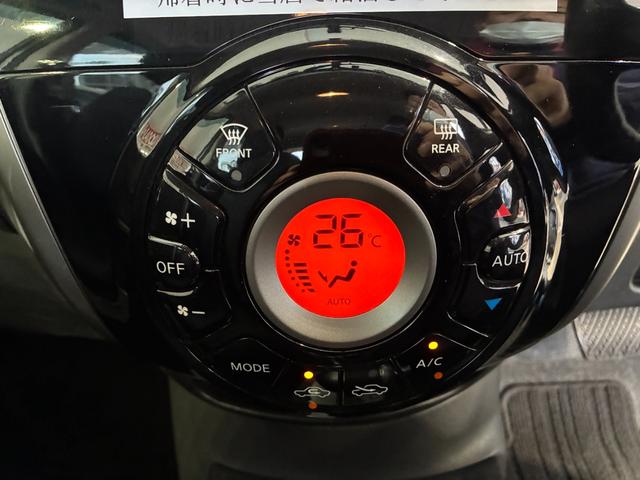 FRONT
REAR
+
26℃
OFF
AUTO
-
AUTO
MODE
A/C